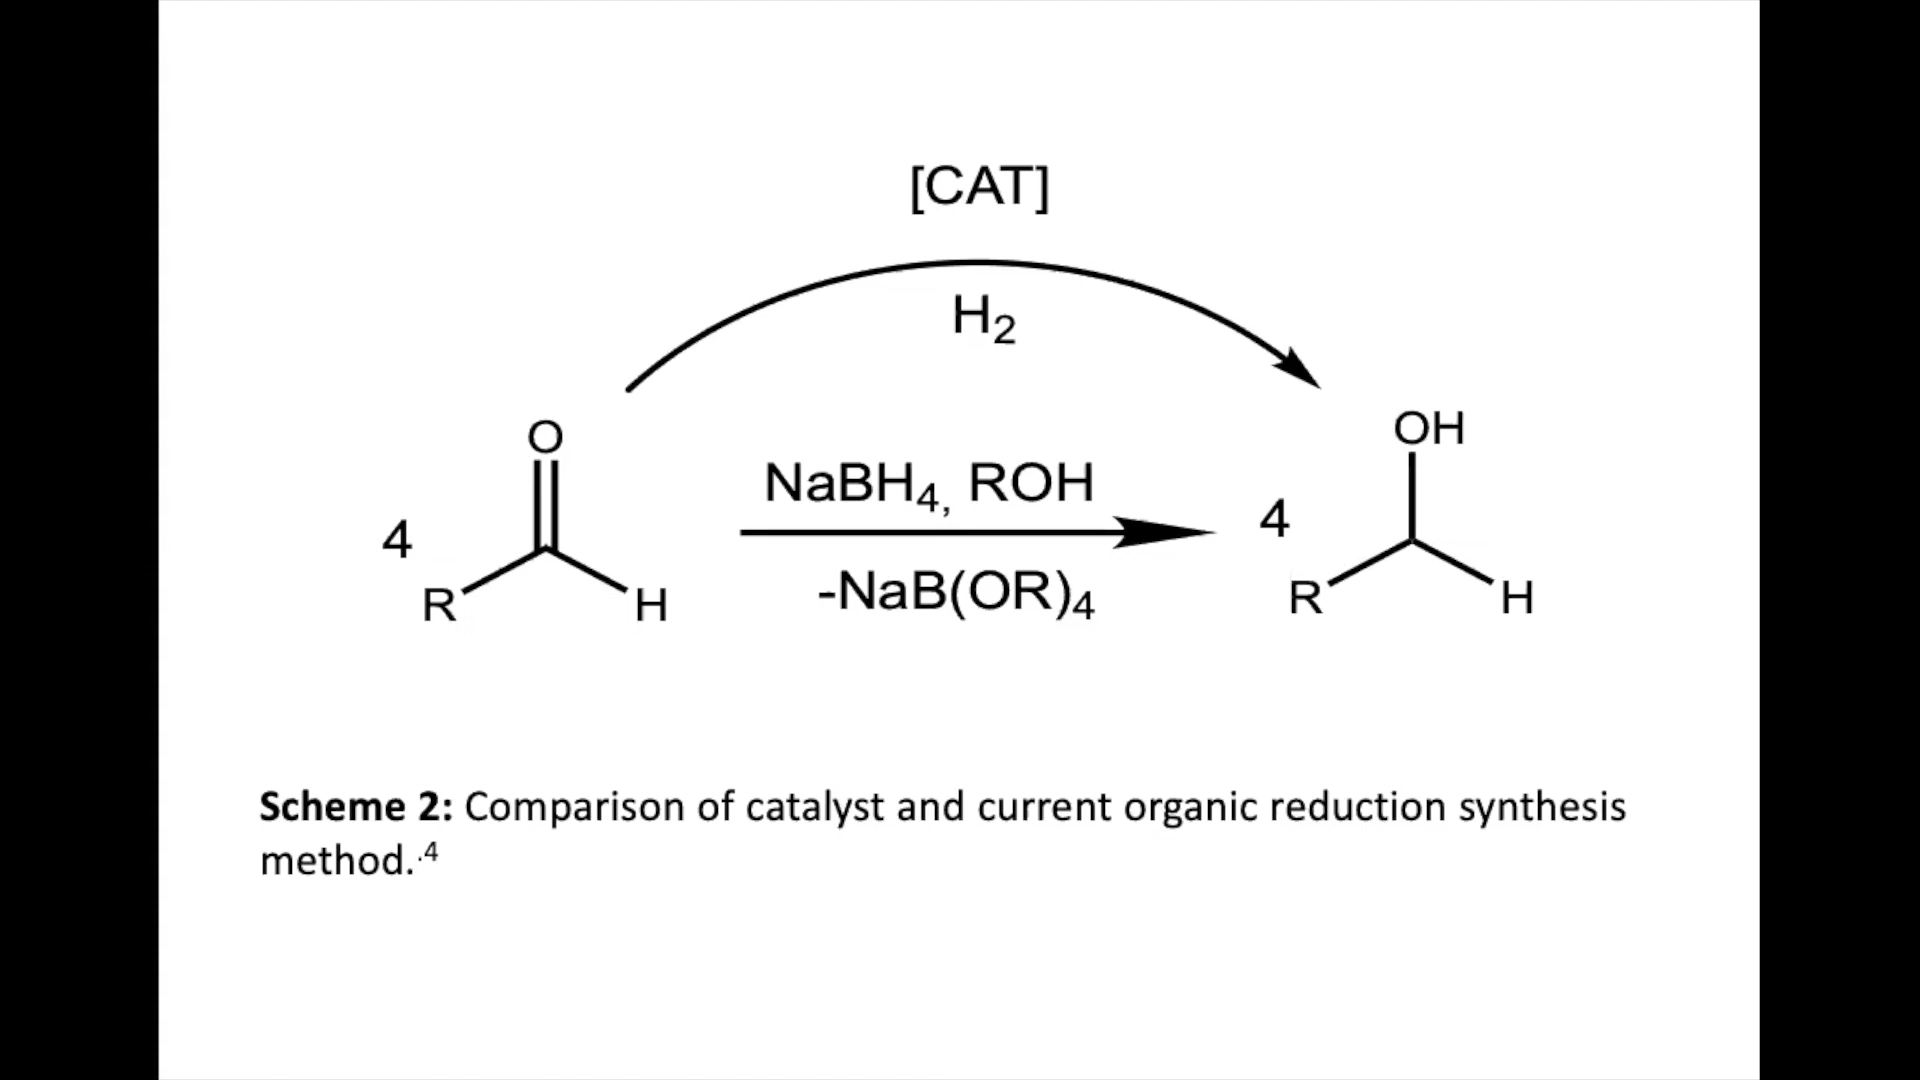 [CAT]
H₂
O
OH
NaBH₄, ROH
4
4
R
H
-NaB(OR)₄
R
H
Scheme 2: Comparison of catalyst and current organic reduction synthesis
method.·⁴